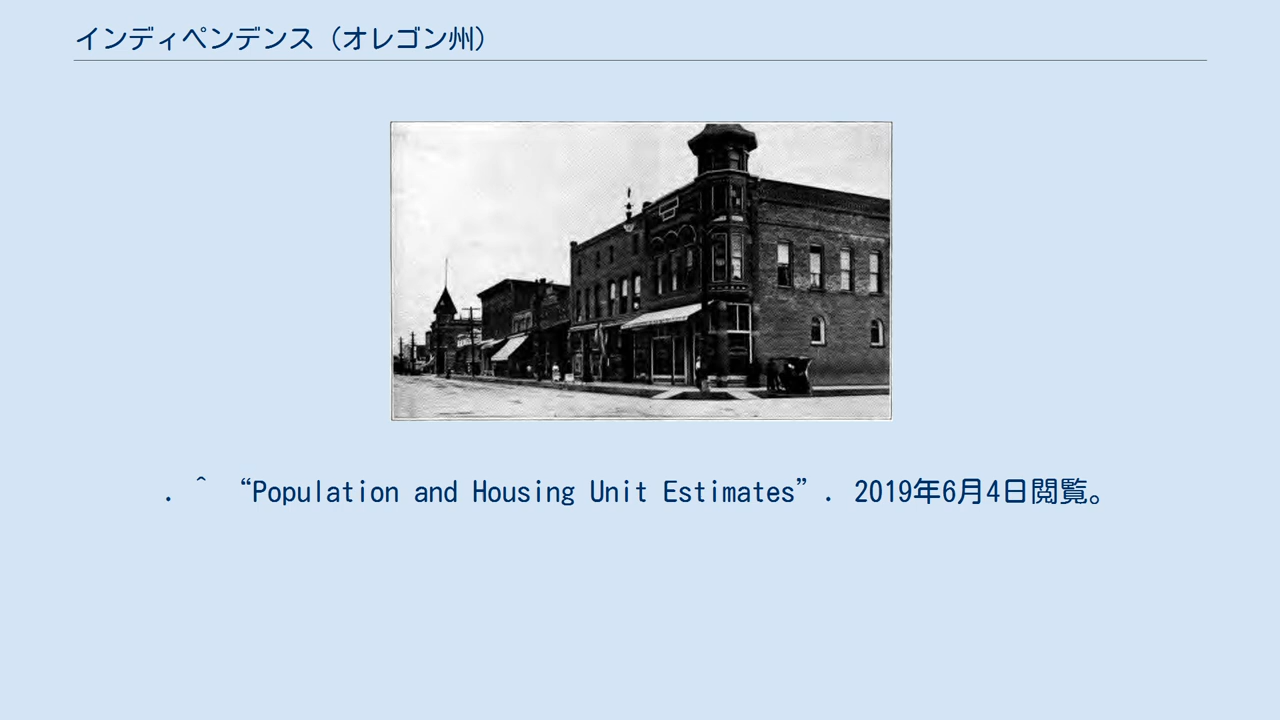 インディペンデンス（オレゴン州）
. ^ “Population and Housing Unit Estimates”. 2019年6月4日閲覧。